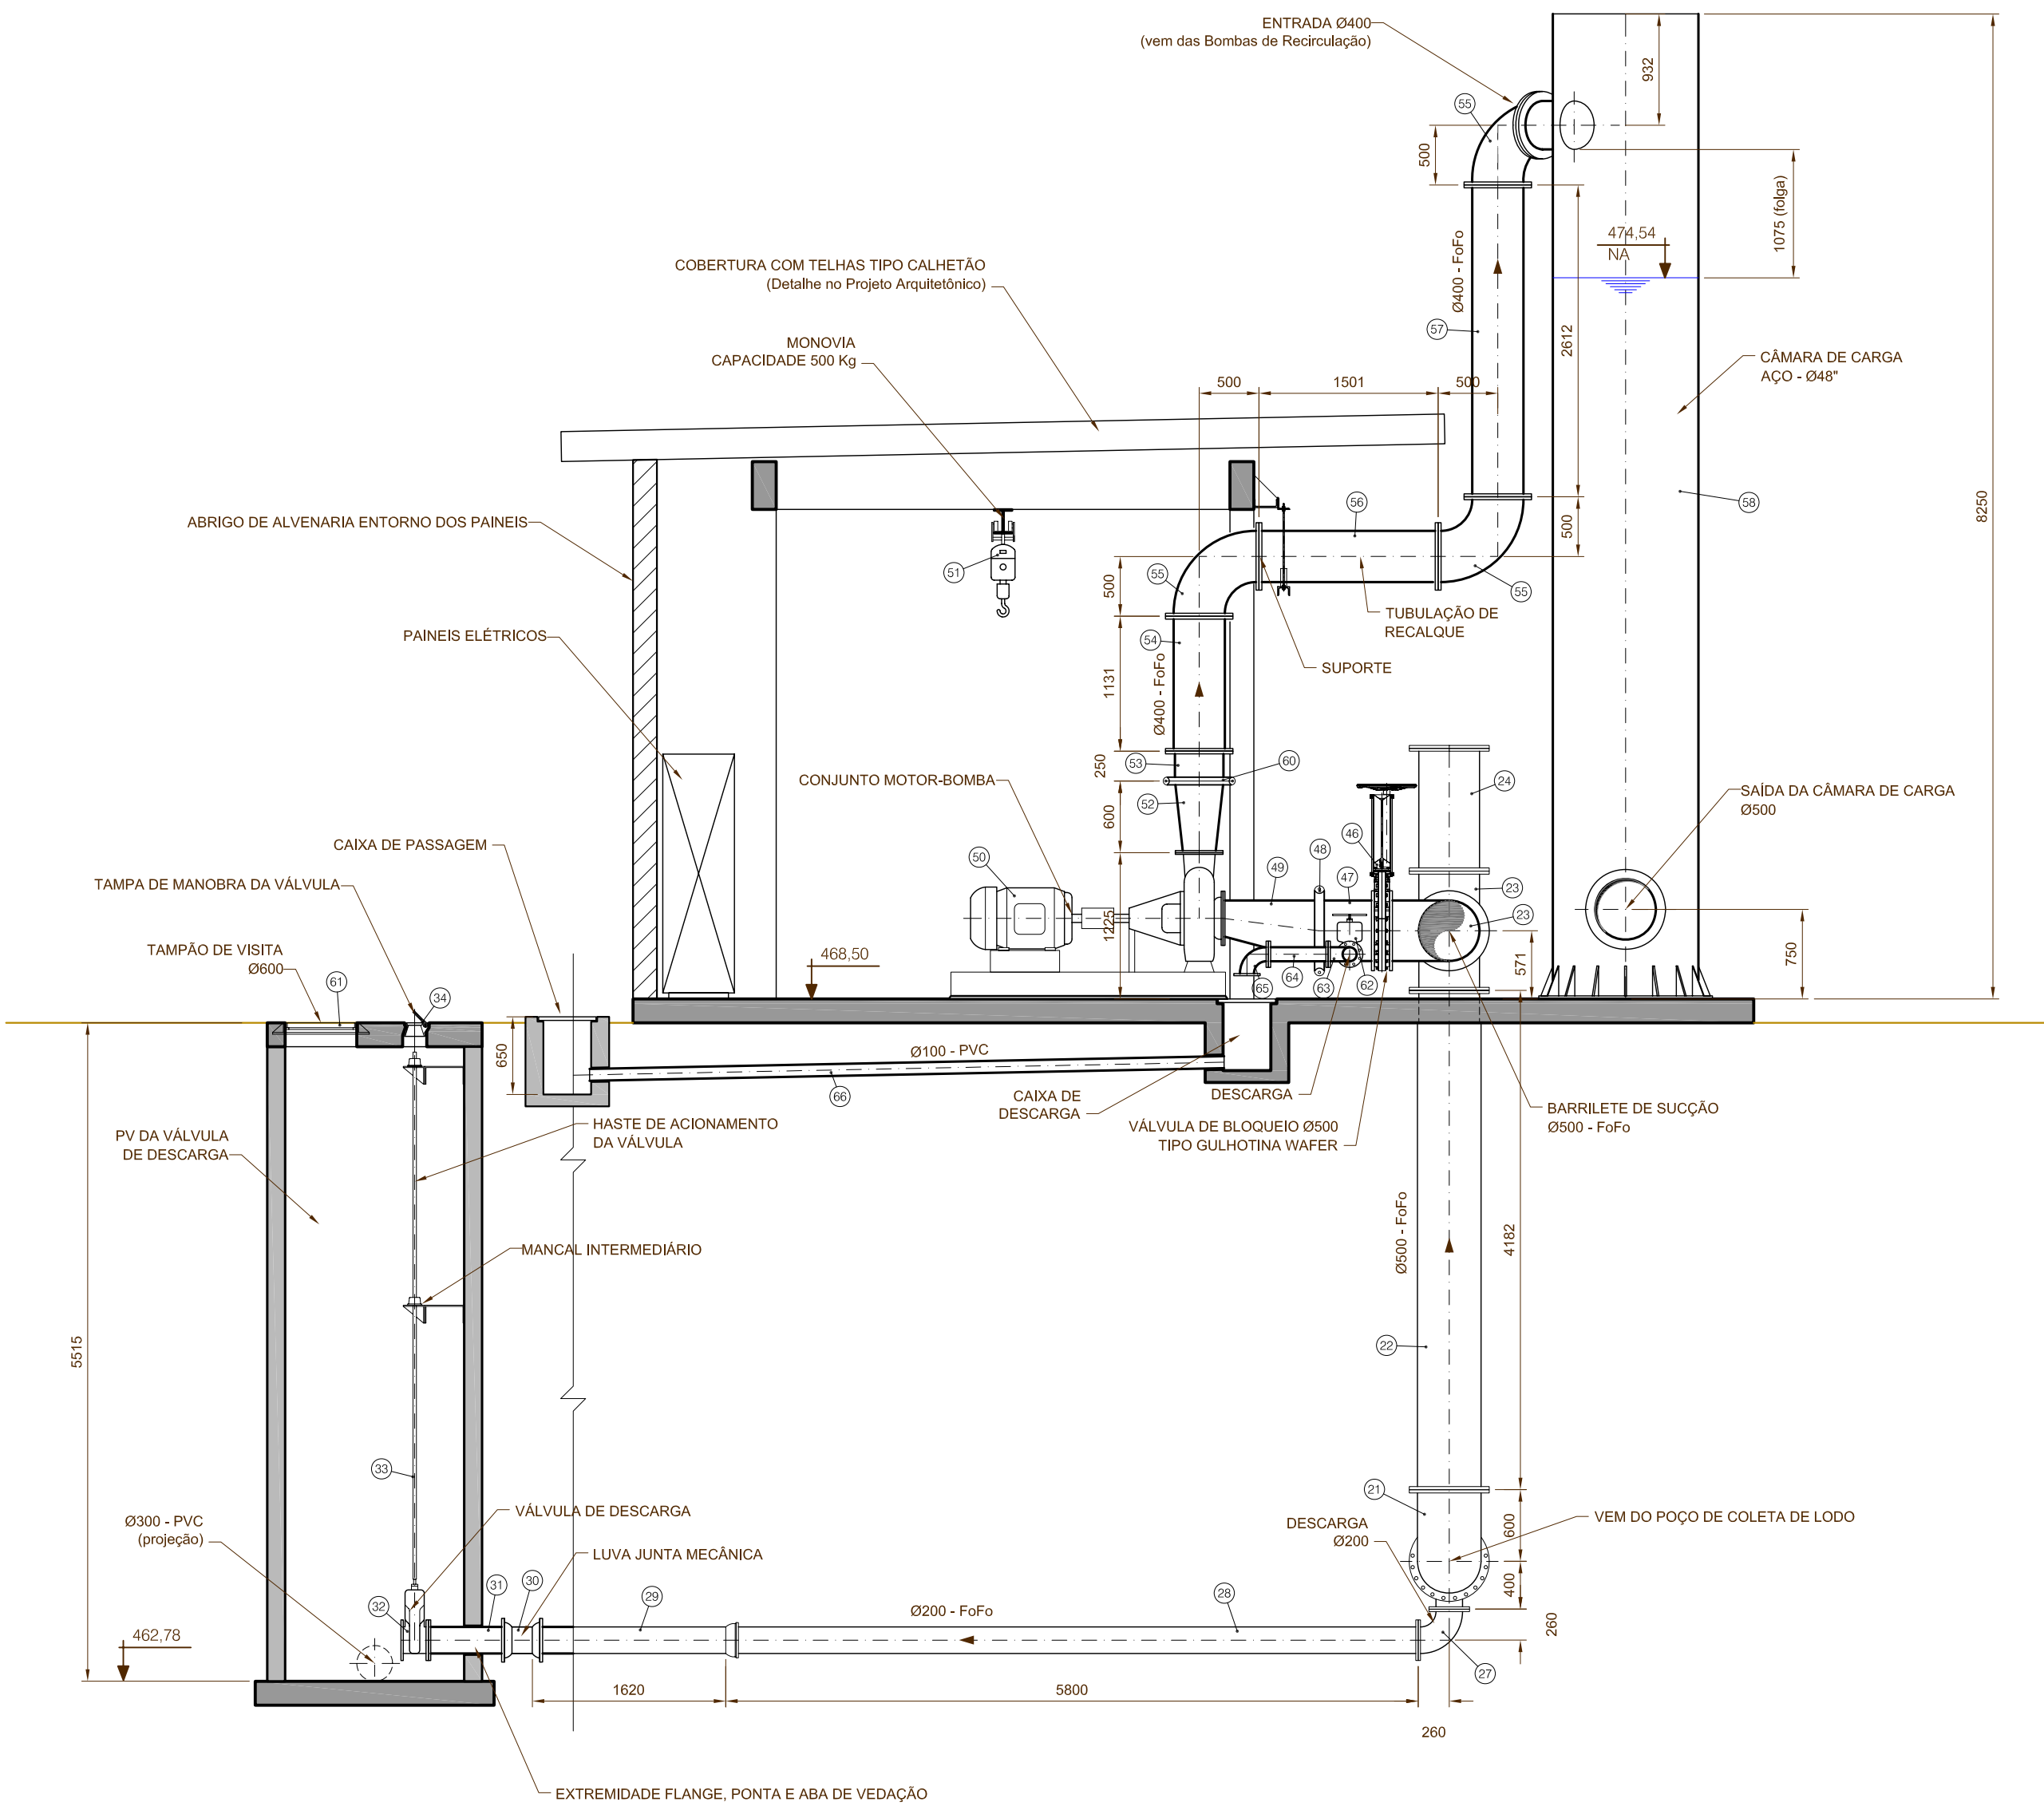 ENTRADA Ø400
(vem das Bombas de Recirculação)
932
55
500
1075 (folga)
474,54
NA
Ø400 - FoFo
COBERTURA COM TELHAS TIPO CALHETÃO
(Detalhe no Projeto Arquitetônico)
57
2612
MONOVIA
CAPACIDADE 500 Kg
CÂMARA DE CARGA
AÇO - Ø48"
500
1501
500
8250
58
56
ABRIGO DE ALVENARIA ENTORNO DOS PAINEIS
500
51
55
500
55
TUBULAÇÃO DE
RECALQUE
PAINEIS ELÉTRICOS
54
SUPORTE
1131
Ø400 - FoFo
250
53
60
CONJUNTO MOTOR-BOMBA
24
SAÍDA DA CÂMARA DE CARGA
Ø500
52
600
46
CAIXA DE PASSAGEM
50
48
49
47
TAMPA DE MANOBRA DA VÁLVULA
23
23
1225
TAMPÃO DE VISITA
Ø600
468,50
571
750
61
34
64
65
63
62
650
Ø100 - PVC
66
CAIXA DE
DESCARGA
DESCARGA
VÁLVULA DE BLOQUEIO Ø500
TIPO GULHOTINA WAFER
BARRILETE DE SUCÇÃO
Ø500 - FoFo
HASTE DE ACIONAMENTO
DA VÁLVULA
PV DA VÁLVULA
DE DESCARGA
MANCAL INTERMEDIÁRIO
Ø500 - FoFo
4182
5515
22
33
21
VÁLVULA DE DESCARGA
Ø300 - PVC
(projeção)
DESCARGA
Ø200
600
VEM DO POÇO DE COLETA DE LODO
LUVA JUNTA MECÂNICA
400
31
30
29
28
32
Ø200 - FoFo
260
462,78
27
1620
5800
260
EXTREMIDADE FLANGE, PONTA E ABA DE VEDAÇÃO